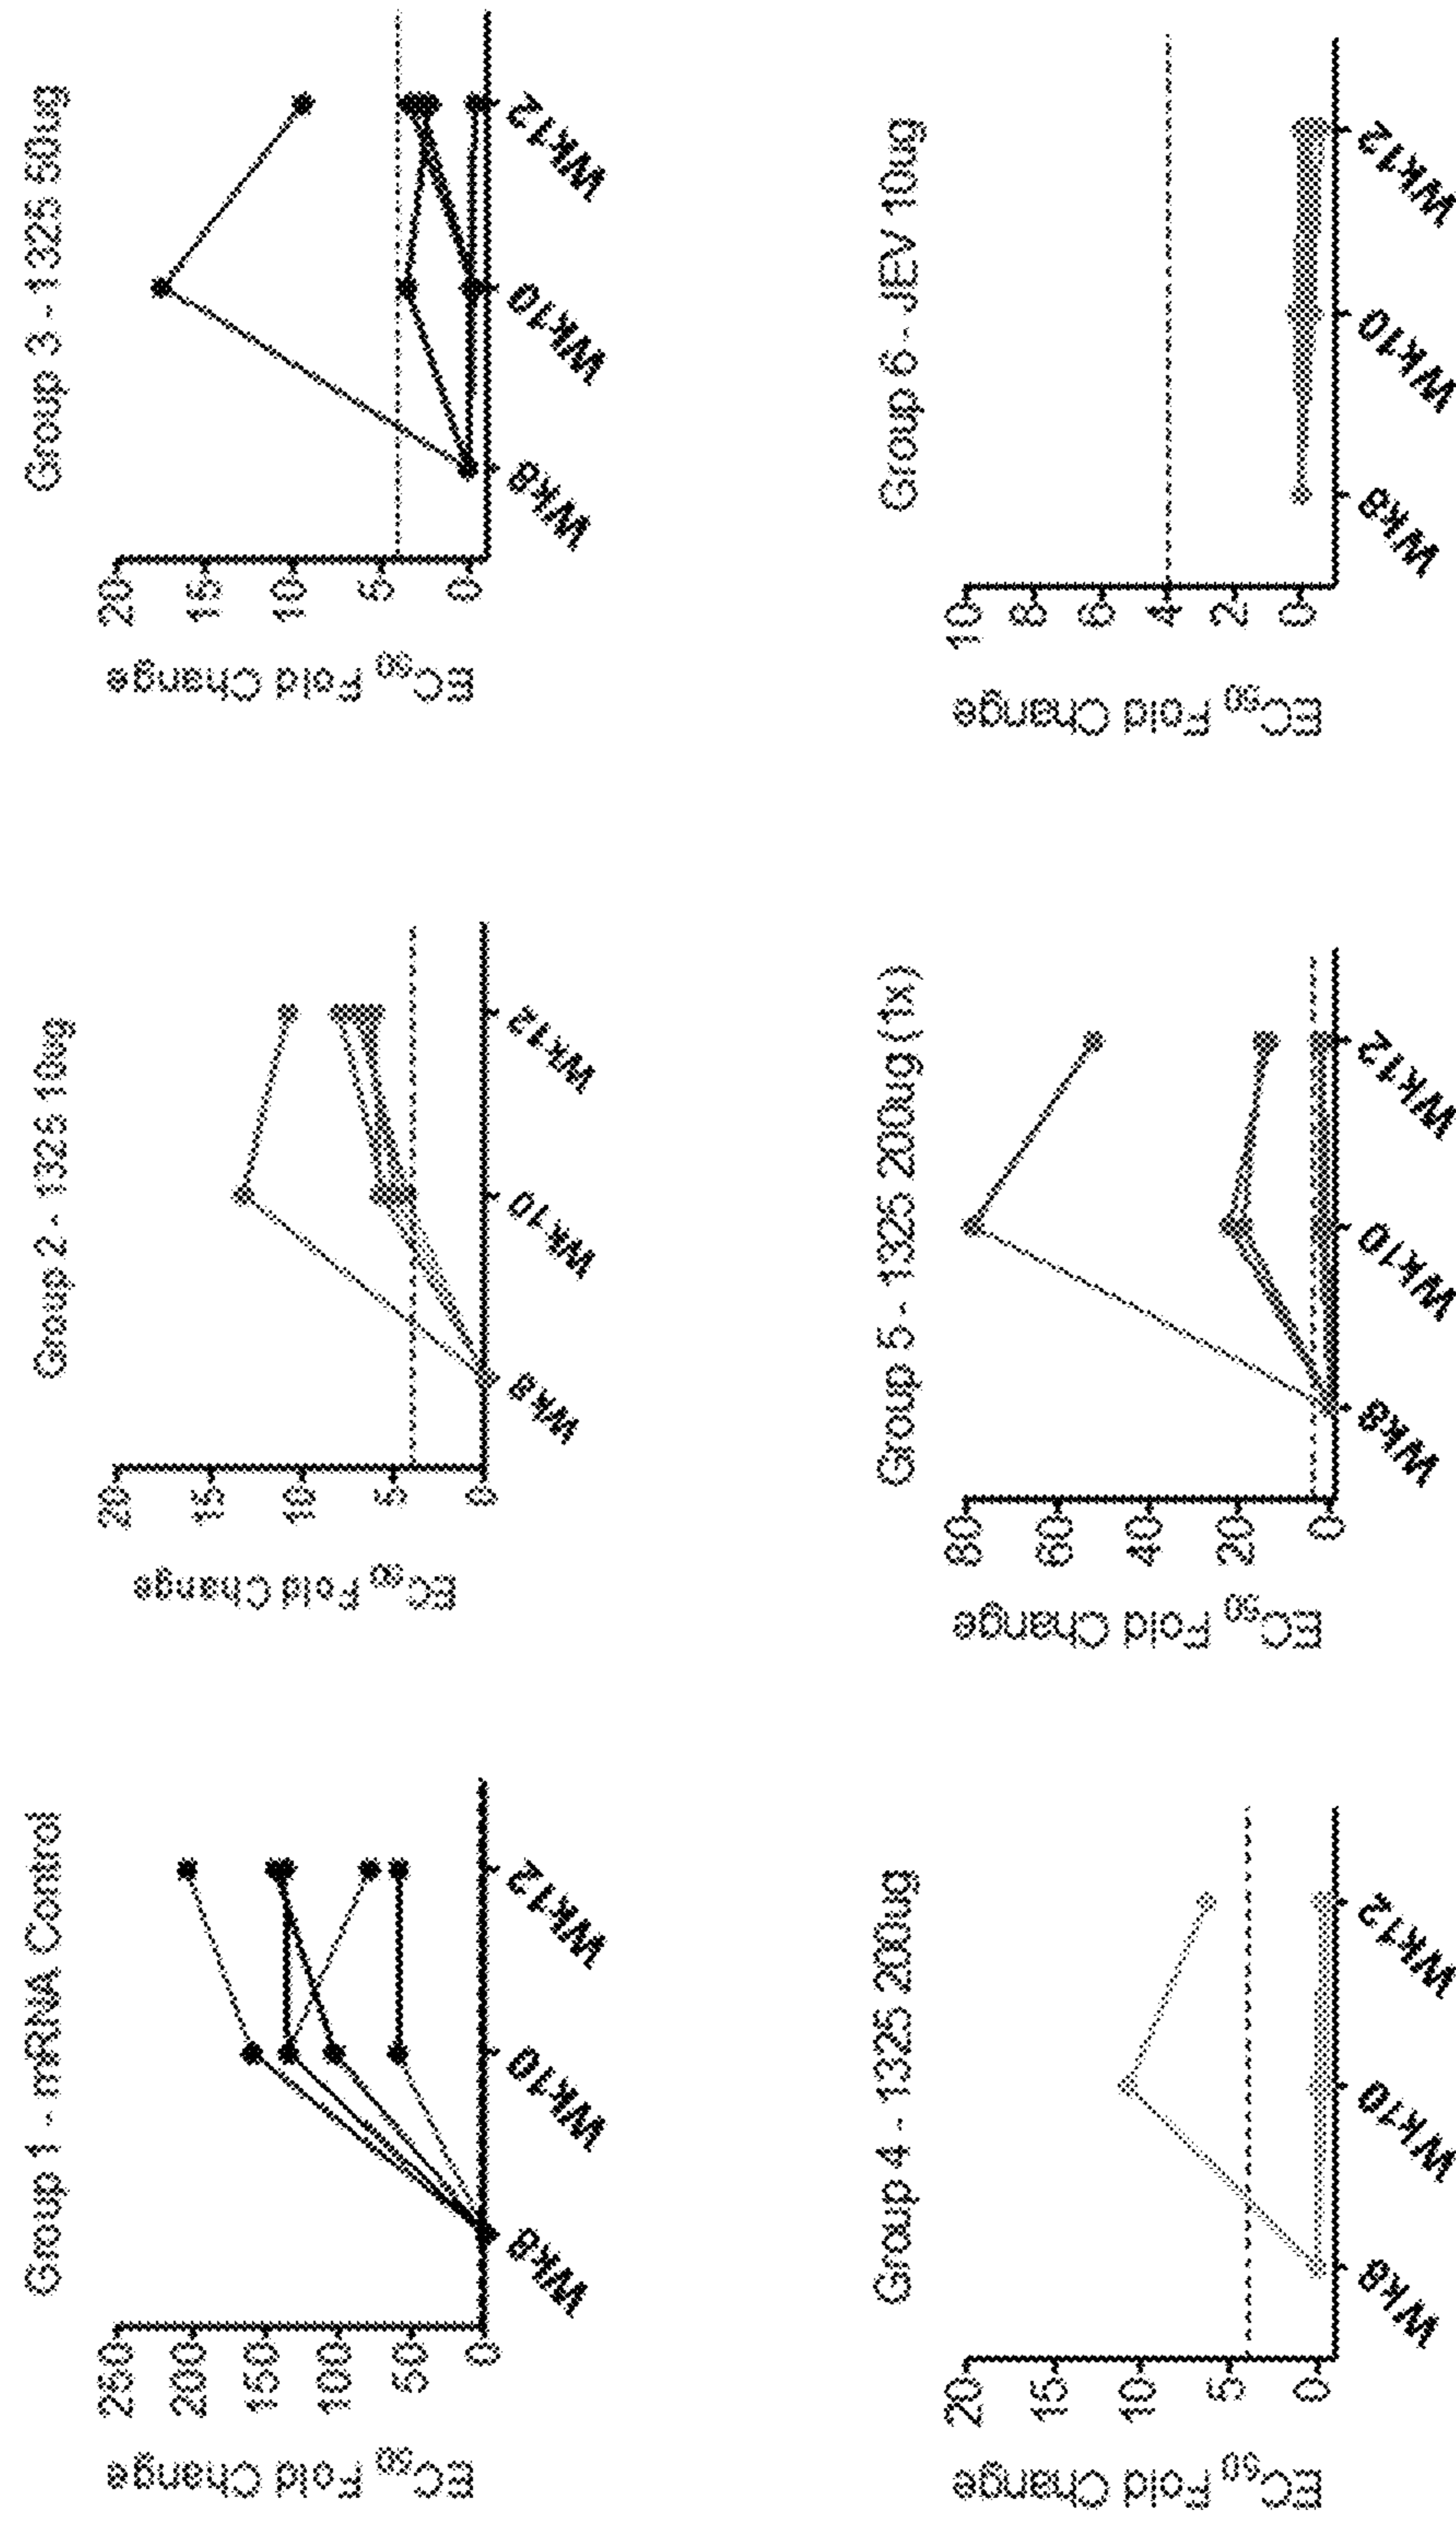 Group 1 - mRNA Control
EC50 Fold Change
250
200
150
100
50
0
Wk8
Wk10
Wk12
Group 2 - 1325 10ug
EC50 Fold Change
20
15
10
5
0
Wk8
Wk10
Wk12
Group 3 - 1325 50ug
EC50 Fold Change
20
15
10
5
0
Wk8
Wk10
Wk12
Group 4 - 1325 200ug
EC50 Fold Change
20
15
10
5
0
Wk8
Wk10
Wk12
Group 5 - 1325 200ug (1x)
EC50 Fold Change
80
60
40
20
0
Wk8
Wk10
Wk12
Group 6 - JEV 10ug
EC50 Fold Change
10
8
6
4
2
0
Wk8
Wk10
Wk12